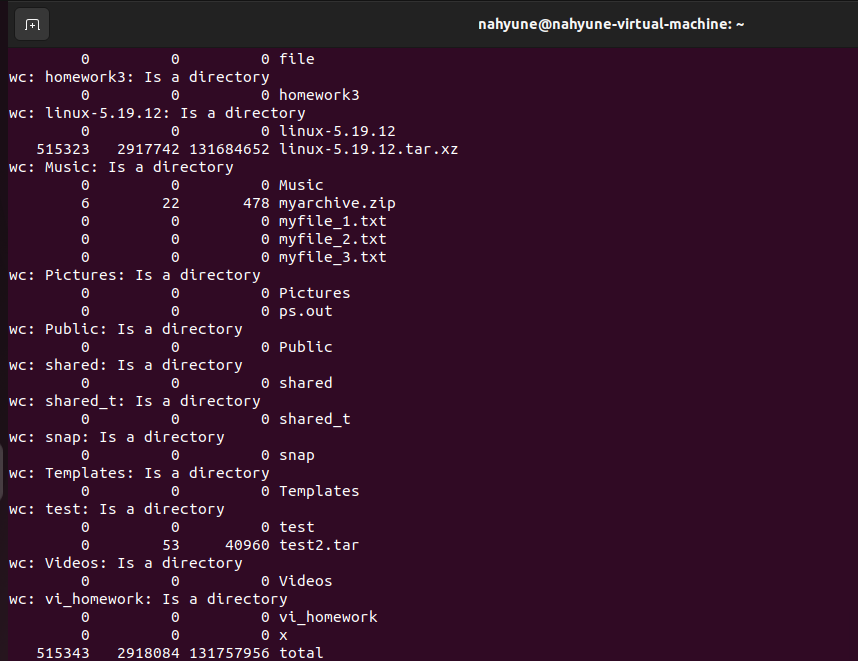 nahyune@nahyune-virtual-machine: ~
0 0 0 file
wc: homework3: Is a directory
0 0 0 homework3
wc: linux-5.19.12: Is a directory
0 0 0 linux-5.19.12
515323 2917742 131684652 linux-5.19.12.tar.xz
wc: Music: Is a directory
0 0 0 Music
6 22 478 myarchive.zip
0 0 0 myfile_1.txt
0 0 0 myfile_2.txt
0 0 0 myfile_3.txt
wc: Pictures: Is a directory
0 0 0 Pictures
0 0 0 ps.out
wc: Public: Is a directory
0 0 0 Public
wc: shared: Is a directory
0 0 0 shared
wc: shared_t: Is a directory
0 0 0 shared_t
wc: snap: Is a directory
0 0 0 snap
wc: Templates: Is a directory
0 0 0 Templates
wc: test: Is a directory
0 0 0 test
0 53 40960 test2.tar
wc: Videos: Is a directory
0 0 0 Videos
wc: vi_homework: Is a directory
0 0 0 vi_homework
0 0 0 x
515343 2918084 131757956 total